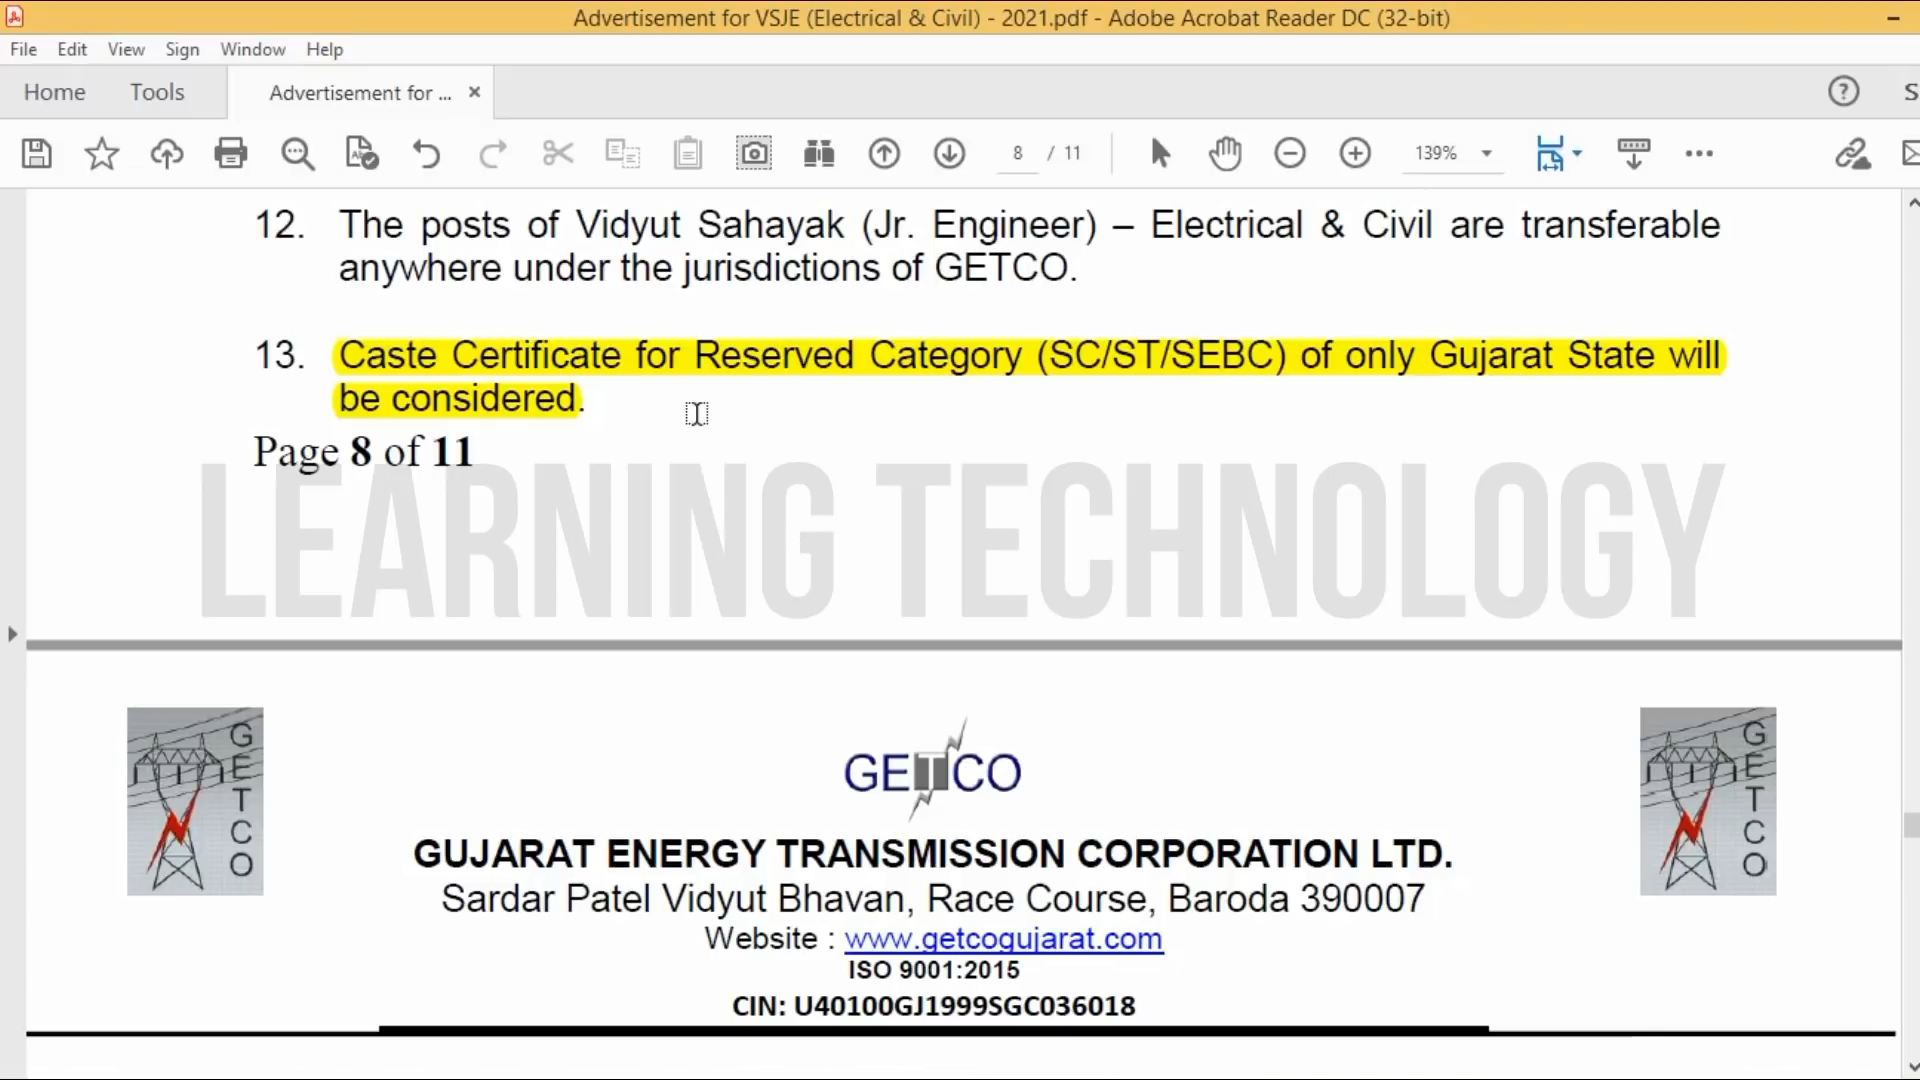 Advertisement for VSJE (Electrical & Civil) - 2021.pdf - Adobe Acrobat Reader DC (32-bit)
File Edit View Sign Window Help
Home Tools Advertisement for ... ×
8 / 11 139%
12. The posts of Vidyut Sahayak (Jr. Engineer) – Electrical & Civil are transferable
anywhere under the jurisdictions of GETCO.
13. Caste Certificate for Reserved Category (SC/ST/SEBC) of only Gujarat State will
be considered.
Page 8 of 11
LEARNING TECHNOLOGY
GETCO
GETCO
GETCO
GUJARAT ENERGY TRANSMISSION CORPORATION LTD.
Sardar Patel Vidyut Bhavan, Race Course, Baroda 390007
Website : www.getcogujarat.com
ISO 9001:2015
CIN: U40100GJ1999SGC036018